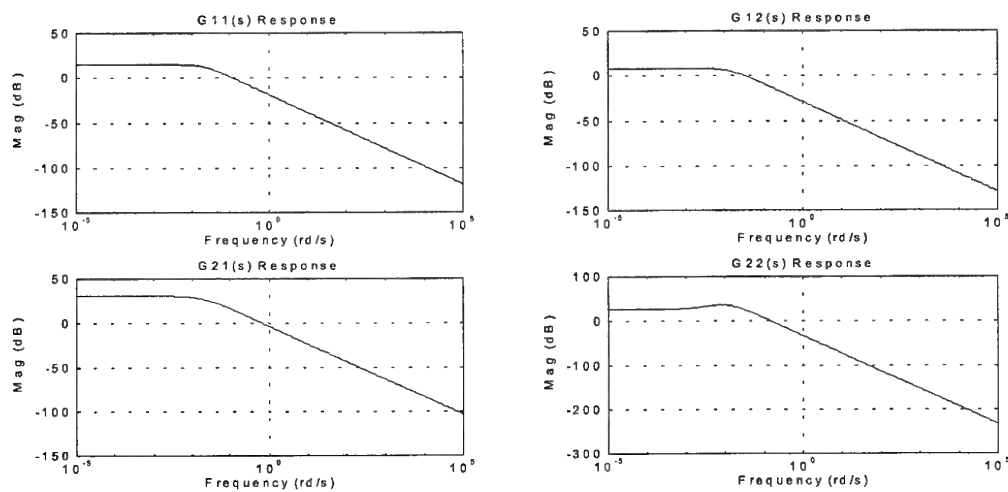 G11(s) Response
50
0
-50
-100
-150
Mag (dB)
10^-5
10^0
10^5
Frequency (rd/s)
G12(s) Response
50
0
-50
-100
-150
Mag (dB)
10^-5
10^0
10^5
Frequency (rd/s)
G21(s) Response
50
0
-50
-100
-150
Mag (dB)
10^-5
10^0
10^5
Frequency (rd/s)
G22(s) Response
100
0
-100
-200
-300
Mag (dB)
10^-5
10^0
10^5
Frequency (rd/s)